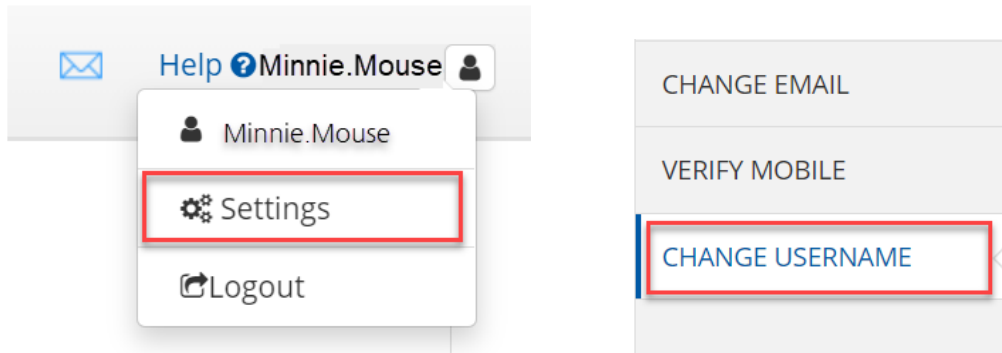 Help ?Minnie.Mouse
Minnie.Mouse
Settings
Logout
CHANGE EMAIL
VERIFY MOBILE
CHANGE USERNAME